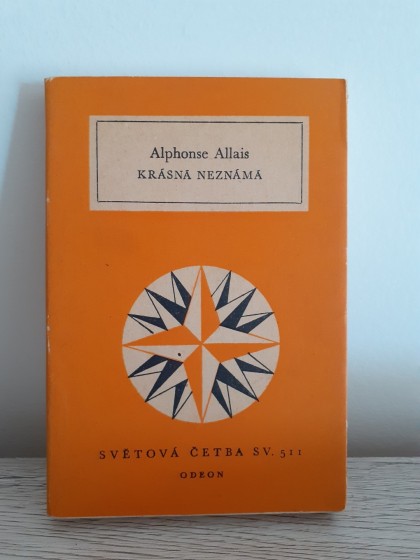 Alphonse Allais
KRÁSNÁ NEZNÁMÁ
SVĚTOVÁ ČETBA SV. 511
ODEON